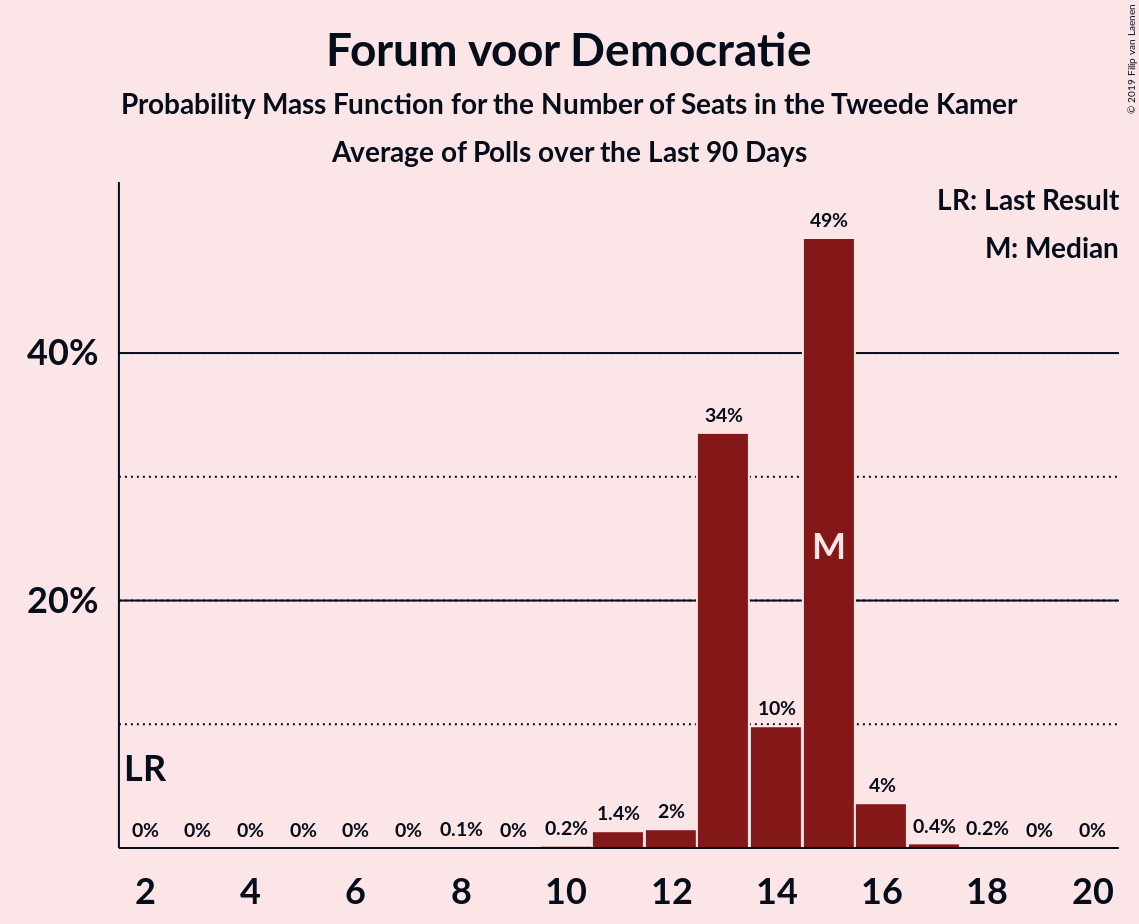 Forum voor Democratie
Probability Mass Function for the Number of Seats in the Tweede Kamer
Average of Polls over the Last 90 Days
© 2019 Filip van Laenen
LR: Last Result
M: Median
49%
40%
34%
M
20%
10%
LR
4%
2%
1.4%
0% 0% 0% 0% 0% 0% 0.1% 0% 0.2% 0.4% 0.2% 0% 0%
2 4 6 8 10 12 14 16 18 20